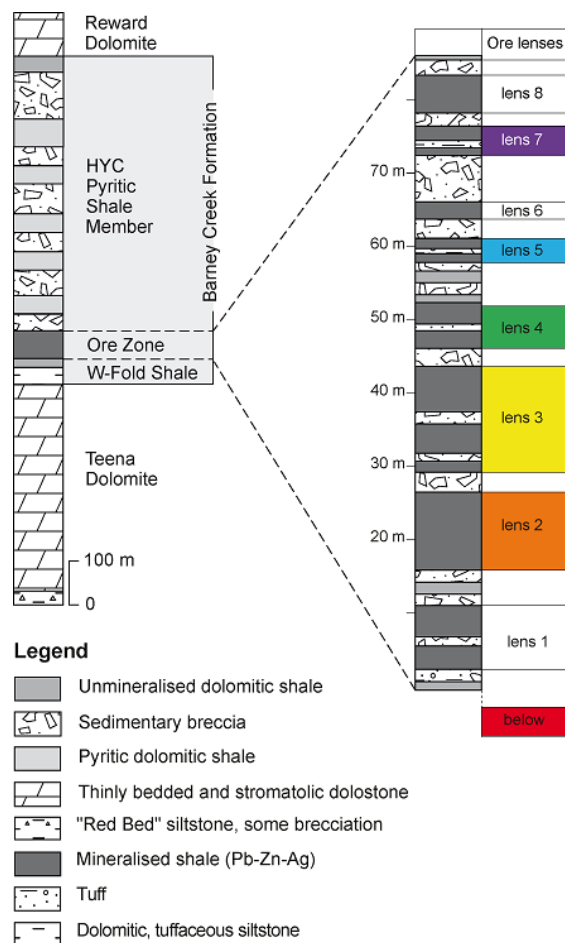 Reward
Dolomite
HYC
Pyritic
Shale
Member
Barney Creek Formation
Ore Zone
W-Fold Shale
Teena
Dolomite
100 m
0
Ore lenses
lens 8
lens 7
70 m
lens 6
60 m
lens 5
50 m
lens 4
40 m
lens 3
30 m
lens 2
20 m
lens 1
below
Legend
Unmineralised dolomitic shale
Sedimentary breccia
Pyritic dolomitic shale
Thinly bedded and stromatolic dolostone
"Red Bed" siltstone, some brecciation
Mineralised shale (Pb-Zn-Ag)
Tuff
Dolomitic, tuffaceous siltstone